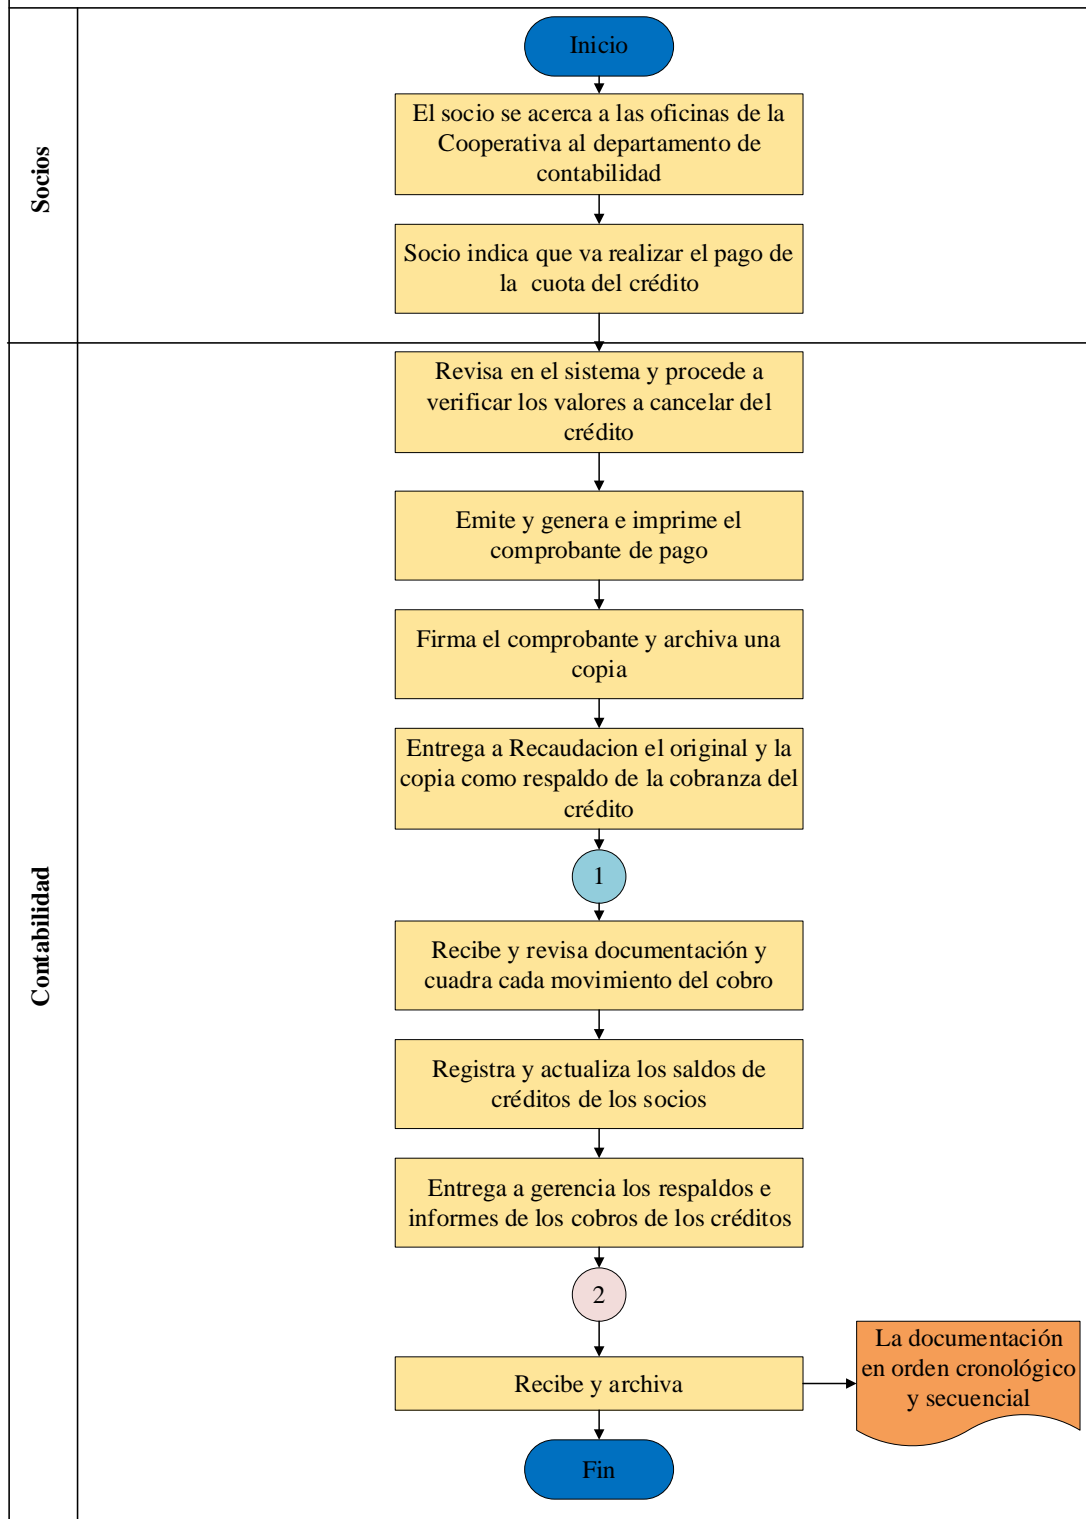 Inicio
El socio se acerca a las oficinas de la
Cooperativa al departamento de
contabilidad
Socios
Socio indica que va realizar el pago de
la cuota del crédito
Revisa en el sistema y procede a
verificar los valores a cancelar del
crédito
Emite y genera e imprime el
comprobante de pago
Firma el comprobante y archiva una
copia
Entrega a Recaudacion el original y la
copia como respaldo de la cobranza del
crédito
1
Contabilidad
Recibe y revisa documentación y
cuadra cada movimiento del cobro
Registra y actualiza los saldos de
créditos de los socios
Entrega a gerencia los respaldos e
informes de los cobros de los créditos
2
Recibe y archiva
La documentación
en orden cronológico
y secuencial
Fin